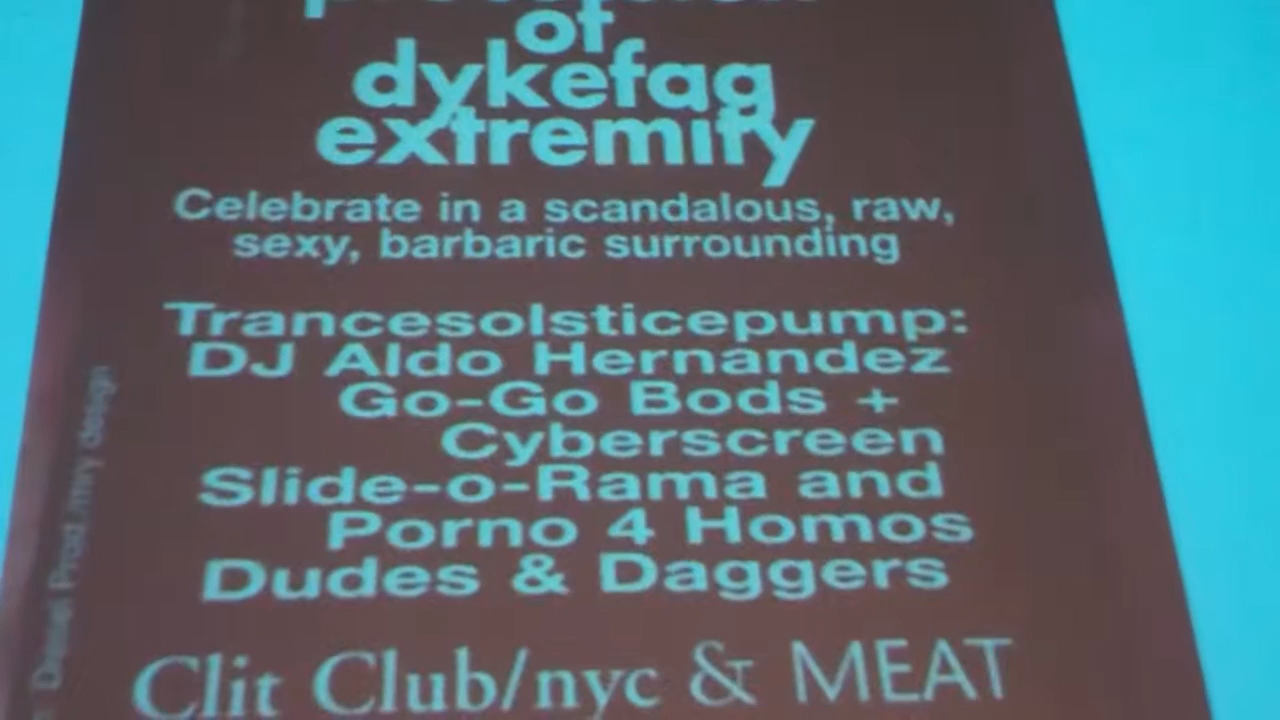 of
dykefag
extremity
Celebrate in a scandalous, raw,
sexy, barbaric surrounding
Trancesolsticepump:
DJ Aldo Hernandez
Go-Go Bods +
Cyberscreen
Slide-o-Rama and
Porno 4 Homos
Dudes & Daggers
Clit Club/nyc & MEAT
design